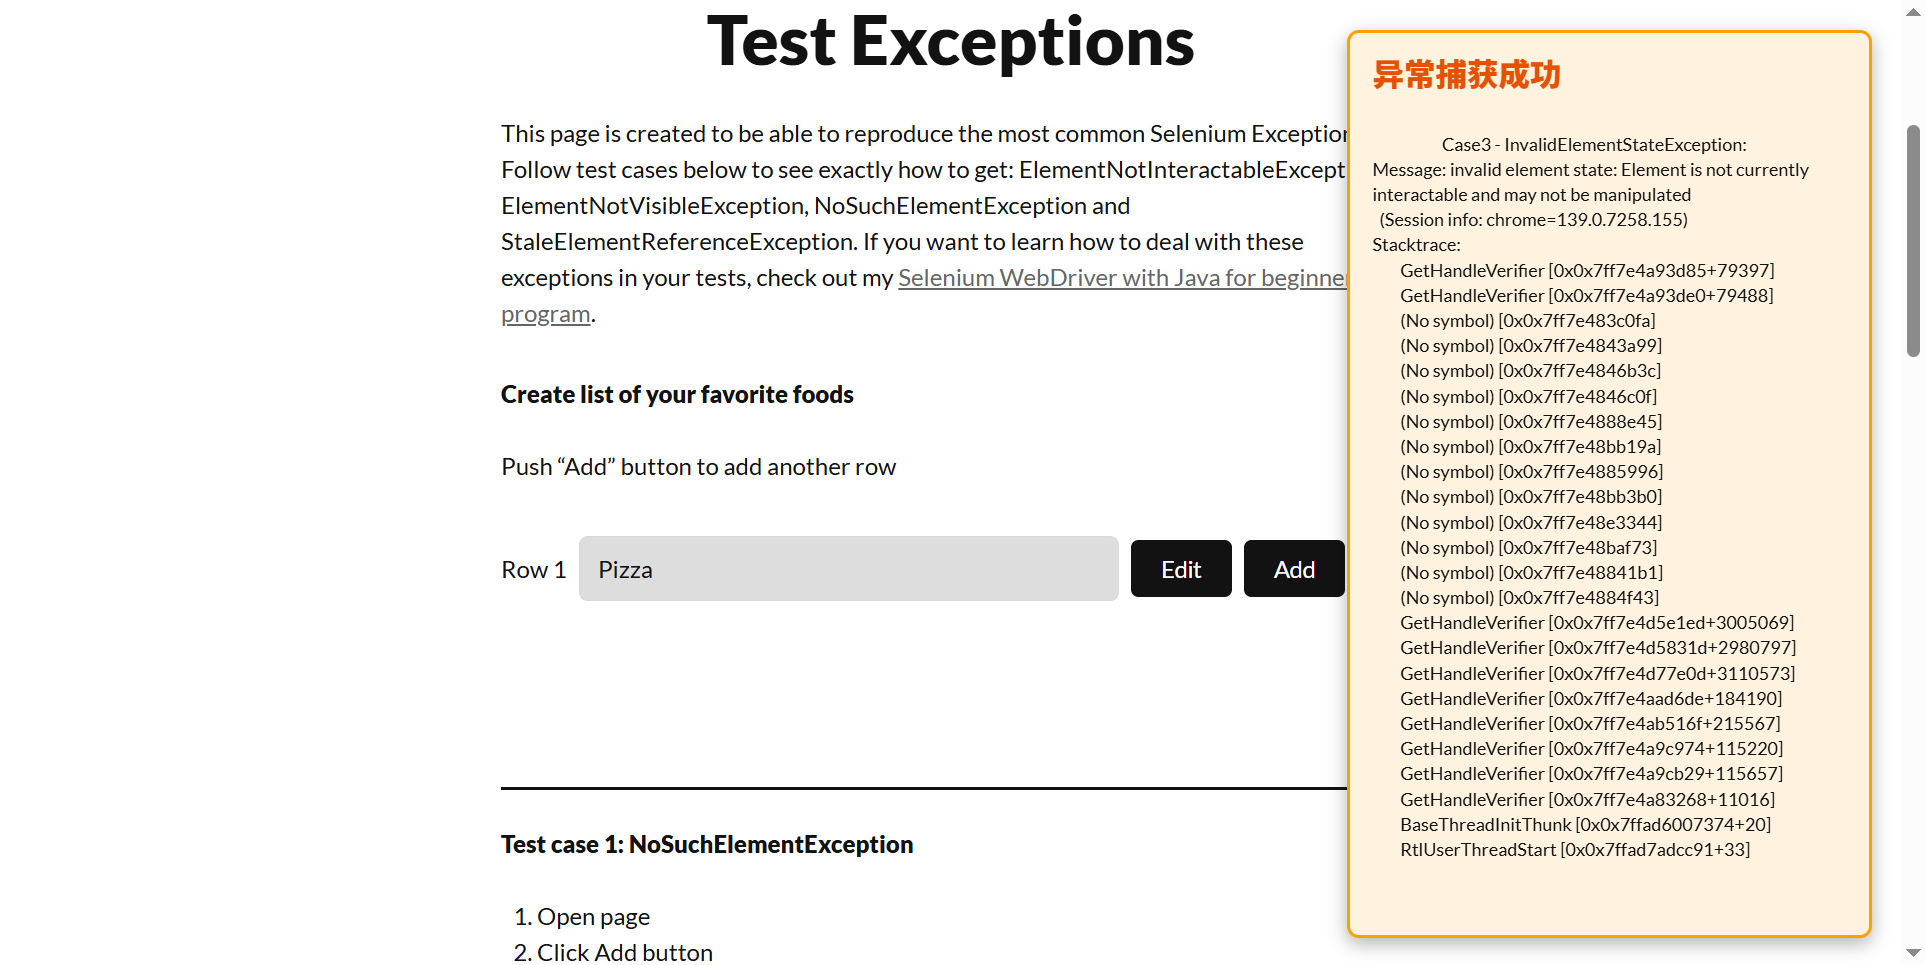 Test Exceptions
This page is created to be able to reproduce the most common Selenium Exception
Follow test cases below to see exactly how to get: ElementNotInteractableExcept
ElementNotVisibleException, NoSuchElementException and
StaleElementReferenceException. If you want to learn how to deal with these
exceptions in your tests, check out my Selenium WebDriver with Java for beginner
program.
Create list of your favorite foods
Push “Add” button to add another row
Row 1
Pizza
Edit
Add
Test case 1: NoSuchElementException
1. Open page
2. Click Add button
异常捕获成功
Case3 - InvalidElementStateException:
Message: invalid element state: Element is not currently
interactable and may not be manipulated
(Session info: chrome=139.0.7258.155)
Stacktrace:
GetHandleVerifier [0x0x7ff7e4a93d85+79397]
GetHandleVerifier [0x0x7ff7e4a93de0+79488]
(No symbol) [0x0x7ff7e483c0fa]
(No symbol) [0x0x7ff7e4843a99]
(No symbol) [0x0x7ff7e4846b3c]
(No symbol) [0x0x7ff7e4846c0f]
(No symbol) [0x0x7ff7e4888e45]
(No symbol) [0x0x7ff7e48bb19a]
(No symbol) [0x0x7ff7e4885996]
(No symbol) [0x0x7ff7e48bb3b0]
(No symbol) [0x0x7ff7e48e3344]
(No symbol) [0x0x7ff7e48baf73]
(No symbol) [0x0x7ff7e48841b1]
(No symbol) [0x0x7ff7e4884f43]
GetHandleVerifier [0x0x7ff7e4d5e1ed+3005069]
GetHandleVerifier [0x0x7ff7e4d5831d+2980797]
GetHandleVerifier [0x0x7ff7e4d77e0d+3110573]
GetHandleVerifier [0x0x7ff7e4aad6de+184190]
GetHandleVerifier [0x0x7ff7e4ab516f+215567]
GetHandleVerifier [0x0x7ff7e4a9c974+115220]
GetHandleVerifier [0x0x7ff7e4a9cb29+115657]
GetHandleVerifier [0x0x7ff7e4a83268+11016]
BaseThreadInitThunk [0x0x7ffad6007374+20]
RtlUserThreadStart [0x0x7ffad7adcc91+33]